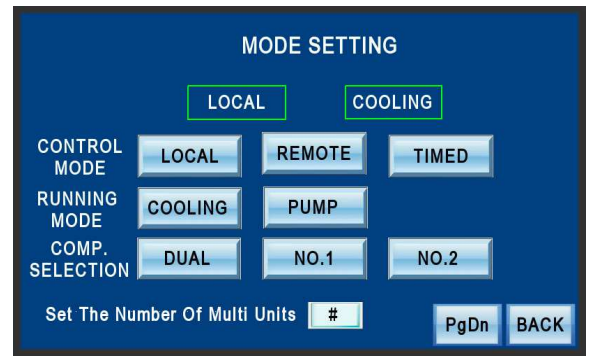 MODE SETTING
LOCAL COOLING
CONTROL MODE LOCAL REMOTE TIMED
RUNNING MODE COOLING PUMP
COMP. SELECTION DUAL NO.1 NO.2
Set The Number Of Multi Units # PgDn BACK